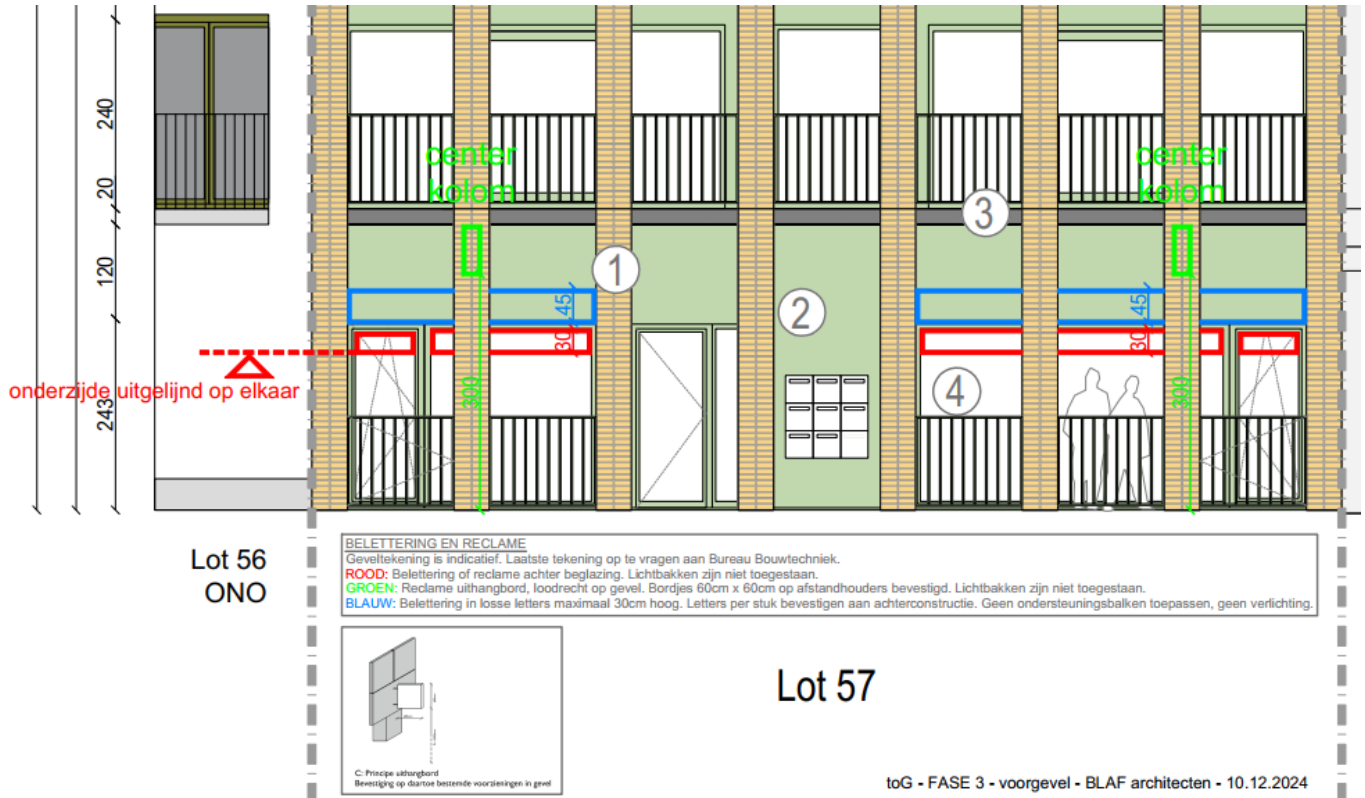 240
20
120
243
center
kolom
center
kolom
3
1
2
45
30
300
4
45
30
300
onderzijde uitgelijnd op elkaar
Lot 56
ONO
BELETTERING EN RECLAME
Geveltekening is indicatief. Laatste tekening op te vragen aan Bureau Bouwtechniek.
ROOD: Belettering of reclame achter beglazing. Lichtbakken zijn niet toegestaan.
GROEN: Reclame uithangbord, loodrecht op gevel. Bordjes 60cm x 60cm op afstandhouders bevestigd. Lichtbakken zijn niet toegestaan.
BLAUW: Belettering in losse letters maximaal 30cm hoog. Letters per stuk bevestigen aan achterconstructie. Geen ondersteuningsbalken toepassen, geen verlichting.
C: Principe uithangbord
Bevestiging op daartoe bestemde voorzieningen in gevel
Lot 57
toG - FASE 3 - voorgevel - BLAF architecten - 10.12.2024